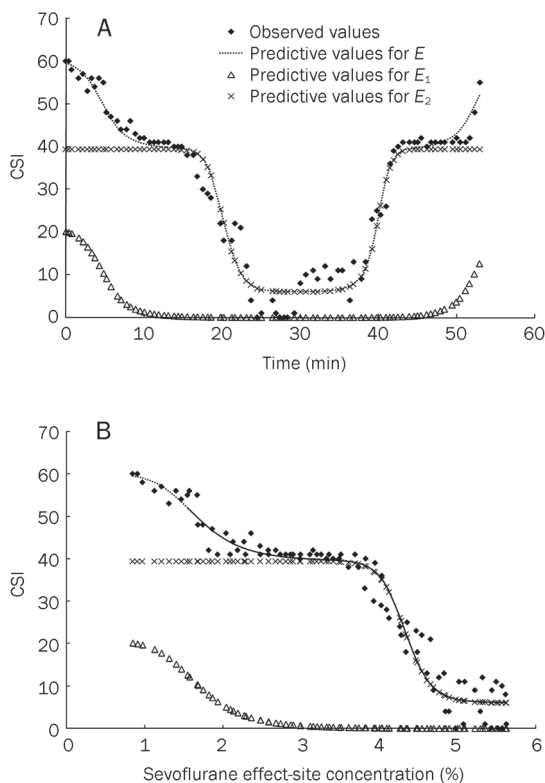 A
70
60
50
40
30
20
10
0
CSI
◆ Observed values
Predictive values for E
△ Predictive values for E₁
× Predictive values for E₂
0 10 20 30 40 50 60
Time (min)
B
70
60
50
40
30
20
10
0
CSI
0 1 2 3 4 5 6
Sevoflurane effect-site concentration (%)